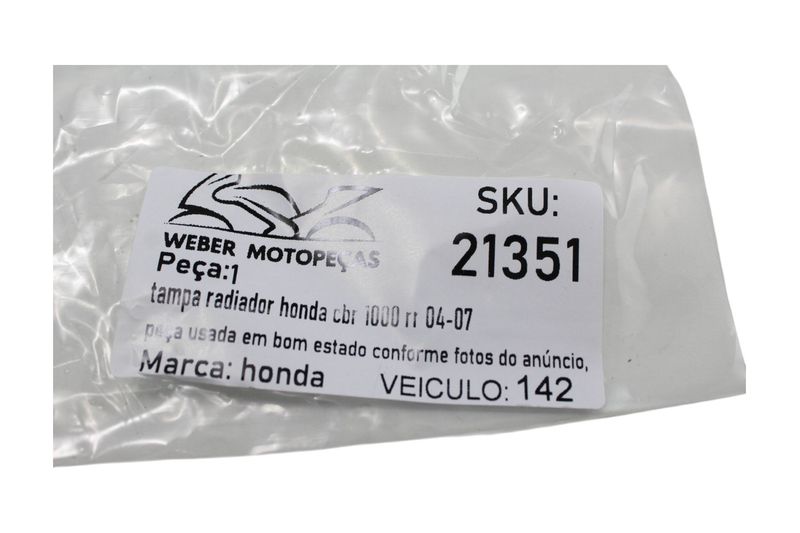 WEBER MOTOPEÇAS
SKU:
21351
Peça:1
tampa radiador honda cbr 1000 rr 04-07
peça usada em bom estado conforme fotos do anúncio,
Marca: honda
VEICULO: 142